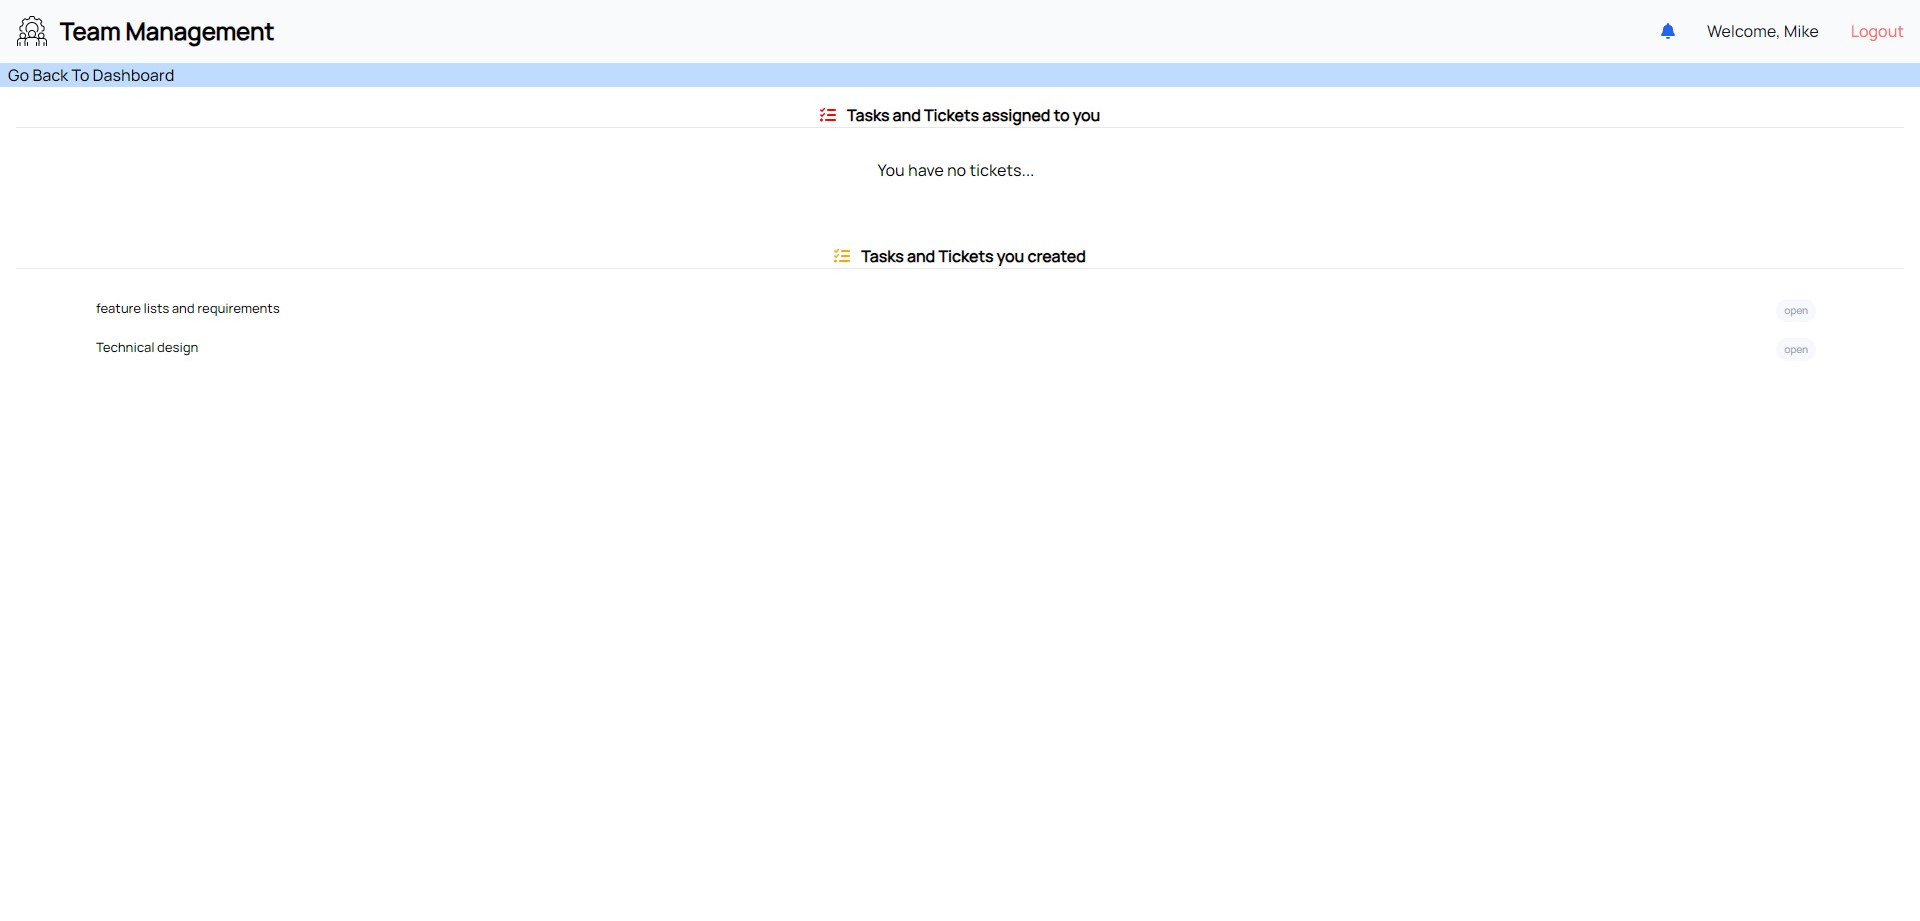 Team Management
Welcome, Mike
Logout
Go Back To Dashboard
Tasks and Tickets assigned to you
You have no tickets...
Tasks and Tickets you created
feature lists and requirements
open
Technical design
open